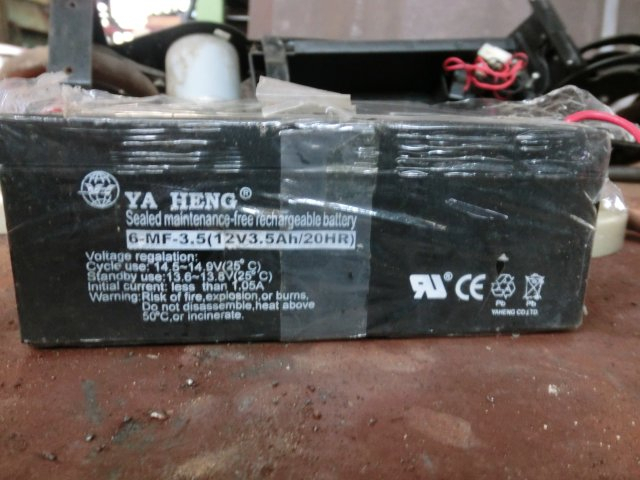 YA HENG®
Sealed maintenance-free rechargeable battery
6-MF-3.5(12V3.5Ah/20HR)
Voltage regalation:
Cycle use: 14.5~14.9V(25°C)
Standby use:13.6~13.8V(25°C)
Initial current: less than 1.05A
Warning:Risk of fire,explosion,or burns,
Do not disassemble,heat above
50°C,or incinerate.
® CE
Pb Pb
YAHENG CO.LTD.